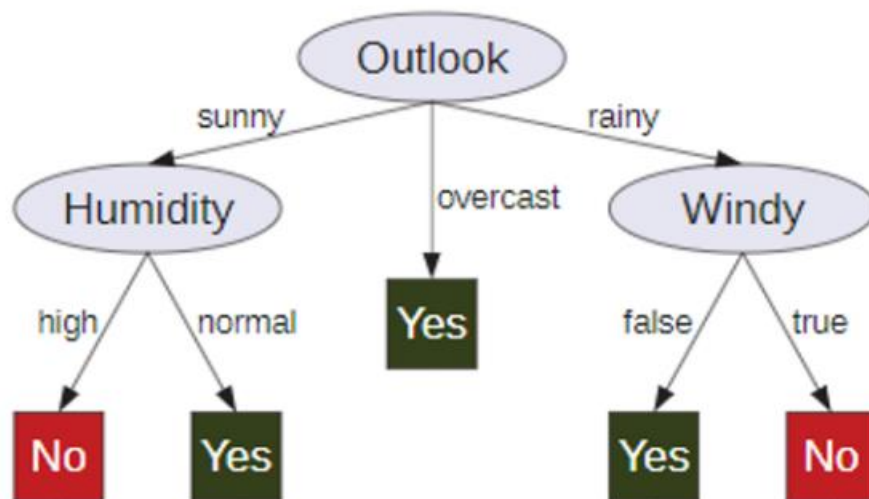 Outlook
sunny
rainy
overcast
Humidity
Windy
high
normal
Yes
false
true
No
Yes
Yes
No